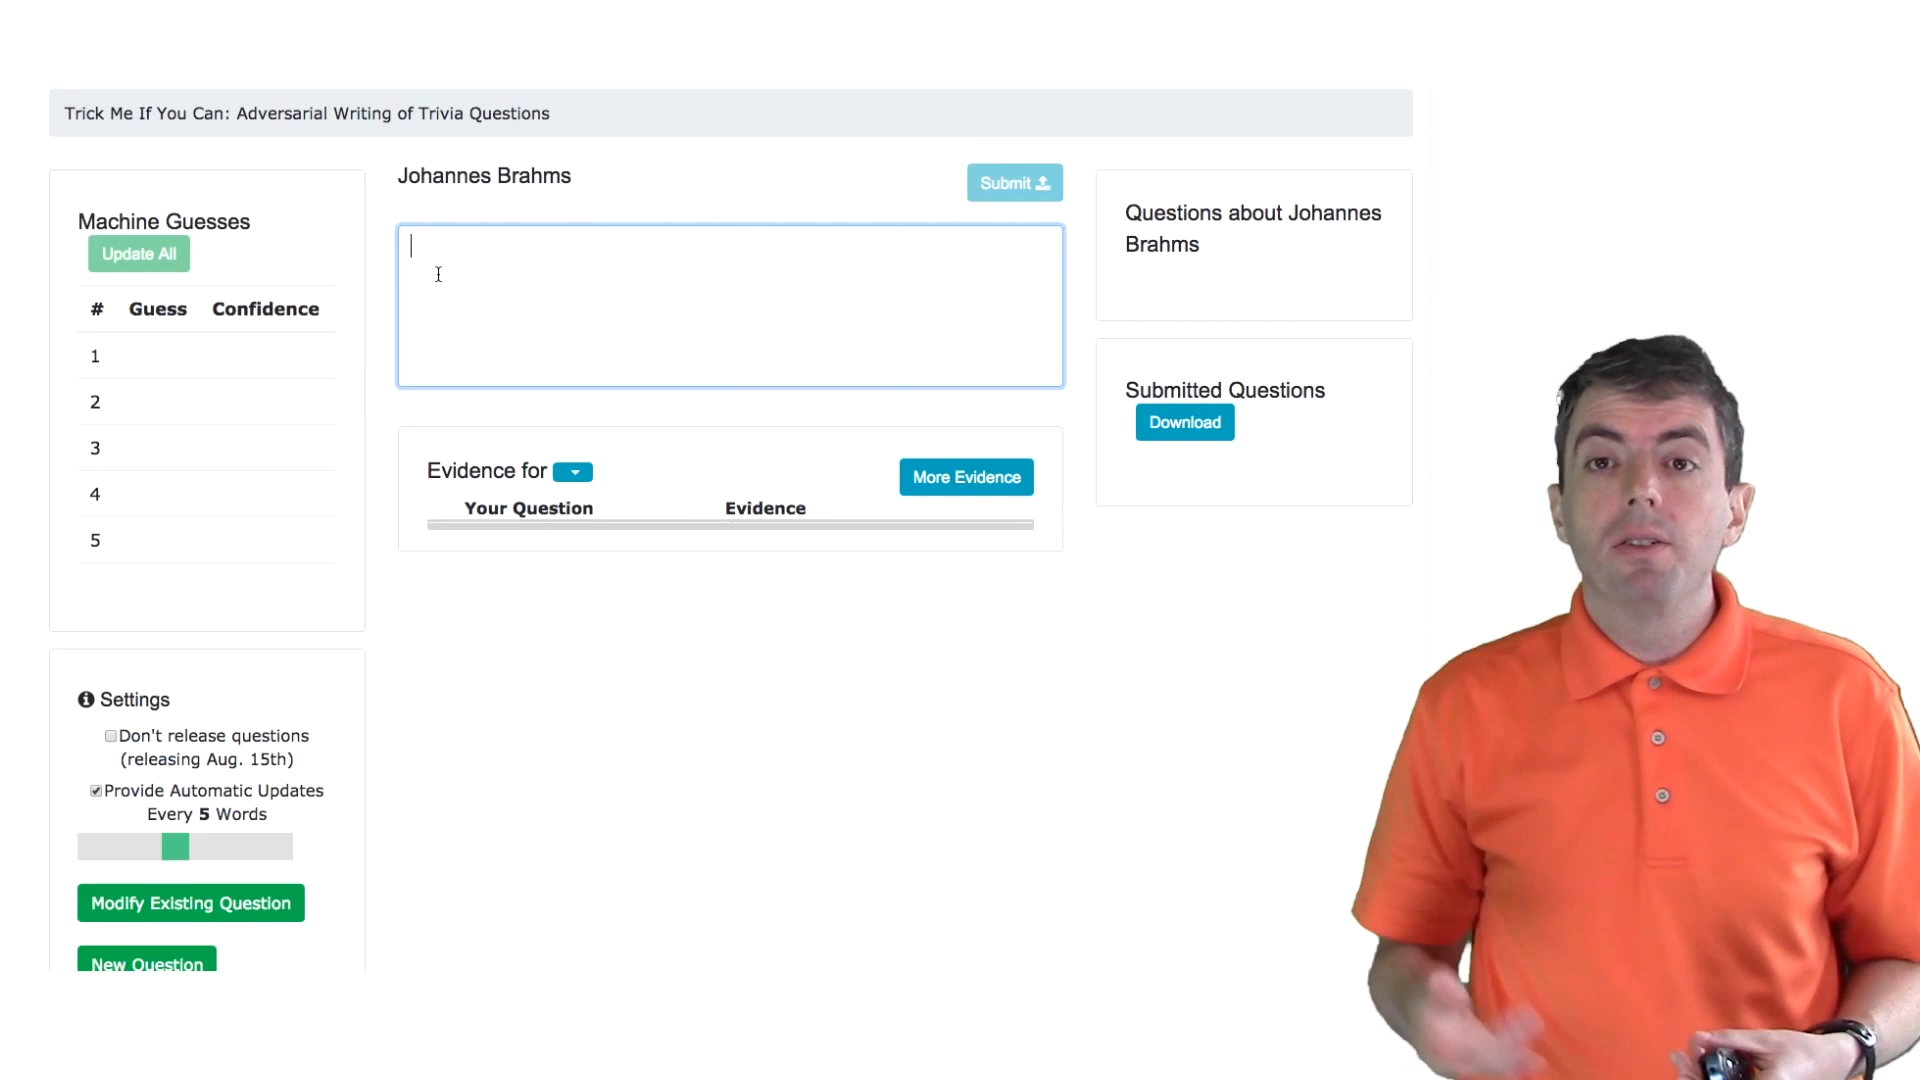 Trick Me If You Can: Adversarial Writing of Trivia Questions
Machine Guesses
Update All
# Guess Confidence
1
2
3
4
5
Settings
Don't release questions
(releasing Aug. 15th)
Provide Automatic Updates
Every 5 Words
Modify Existing Question
New Question
Johannes Brahms
Submit
Evidence for
More Evidence
Your Question Evidence
Questions about Johannes
Brahms
Submitted Questions
Download